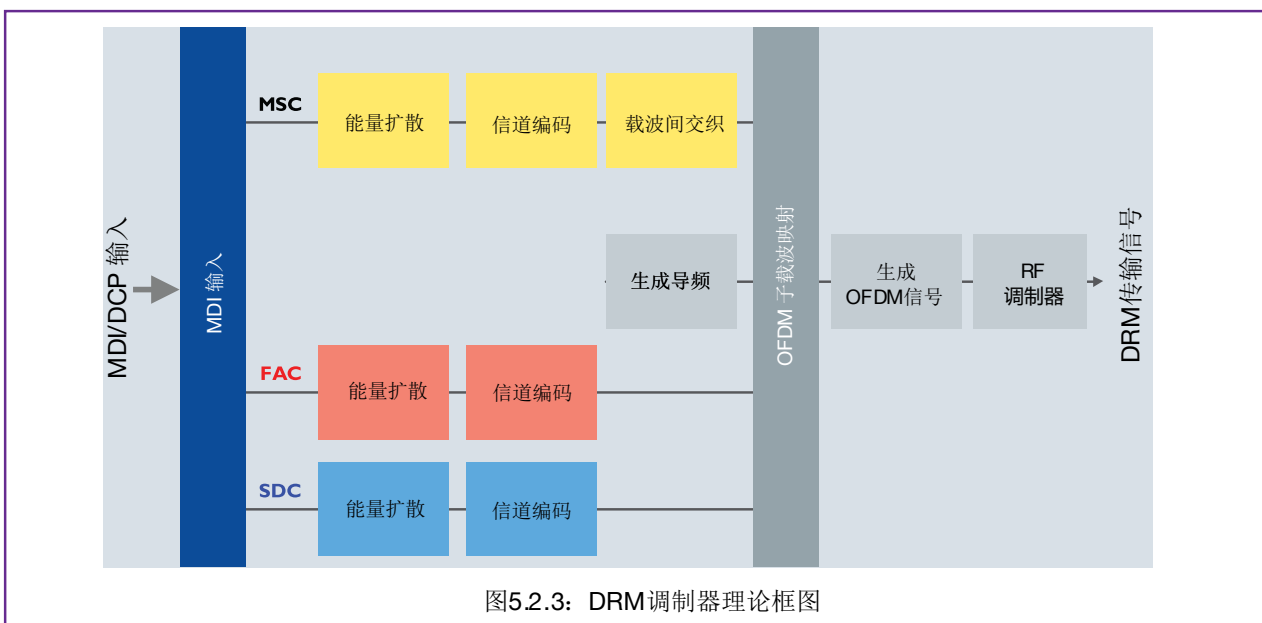 MDI/DCP 输入
MDI 输入
MSC
能量扩散
信道编码
载波间交织
生成导频
FAC
能量扩散
信道编码
SDC
能量扩散
信道编码
OFDM 子载波映射
生成
OFDM信号
RF
调制器
DRM传输信号
图5.2.3：DRM调制器理论框图